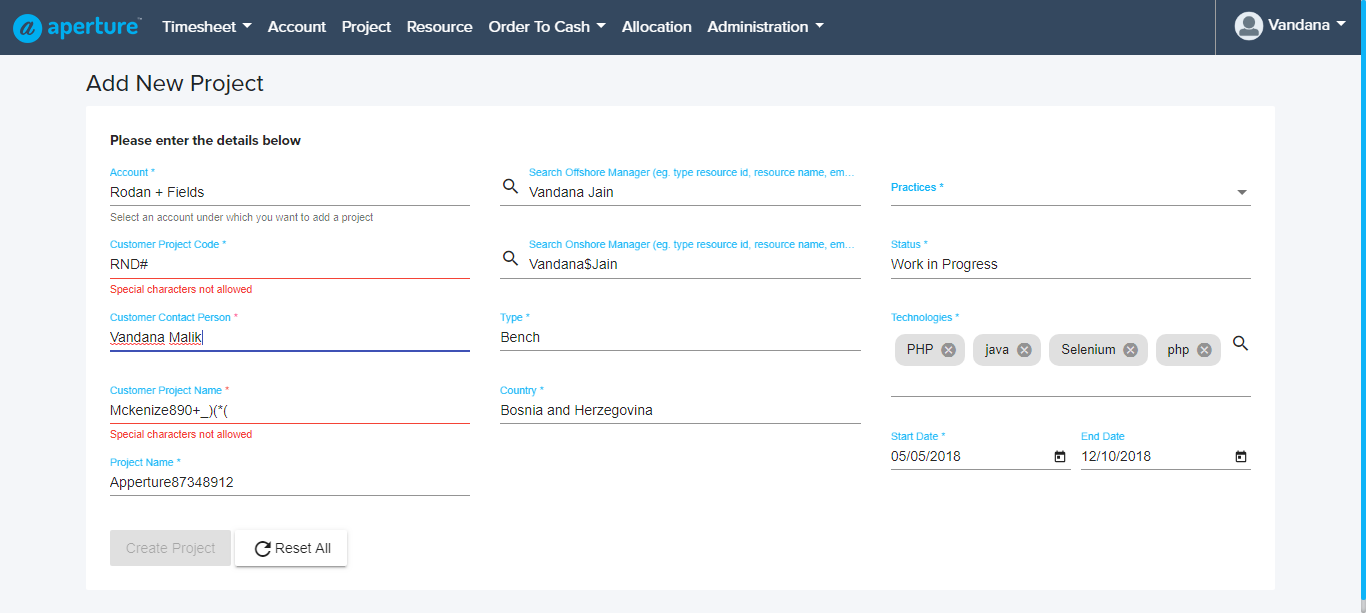 @ aperture™ Timesheet Account Project Resource Order To Cash Allocation Administration Vandana
Add New Project
Please enter the details below
Account *
Rodan + Fields
Select an account under which you want to add a project
Customer Project Code *
RND#
Special characters not allowed
Customer Contact Person *
Vandana Malik
Customer Project Name *
Mckenize890+_)(*(
Special characters not allowed
Project Name *
Apperture87348912
Search Offshore Manager (eg. type resource id, resource name, em...
Vandana Jain
Search Onshore Manager (eg. type resource id, resource name, em...
Vandana$Jain
Type *
Bench
Country *
Bosnia and Herzegovina
Practices *
Status *
Work in Progress
Technologies *
PHP java Selenium php
Start Date * End Date
05/05/2018 12/10/2018
Create Project Reset All